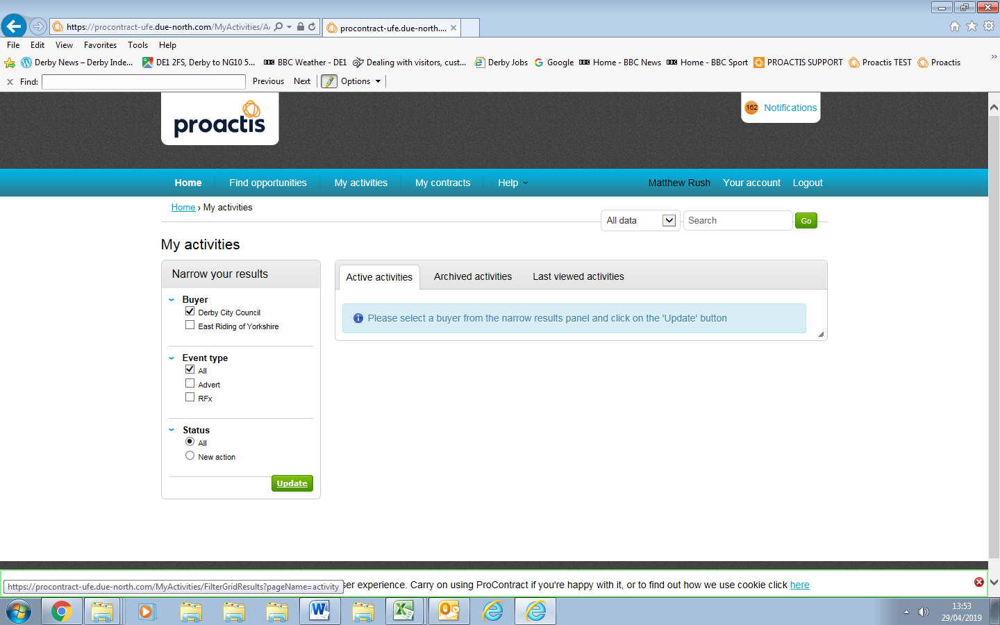 https://procontract-ufe.due-north.com/MyActivities/A
procontract-ufe.due-north....
File Edit View Favorites Tools Help
Derby News – Derby Inde... DE1 2FS, Derby to NG10 5... BBC Weather - DE1 Dealing with visitors, cust... Derby Jobs Google Home - BBC News Home - BBC Sport PROACTIS SUPPORT Proactis TEST Proactis
Find: Previous Next Options
proactis
162 Notifications
Home Find opportunities My activities My contracts Help Matthew Rush Your account Logout
Home › My activities
All data Search Go
My activities
Narrow your results
Buyer
Derby City Council
East Riding of Yorkshire
Event type
All
Advert
RFx
Status
All
New action
Update
Active activities Archived activities Last viewed activities
Please select a buyer from the narrow results panel and click on the 'Update' button
ser experience. Carry on using ProContract if you're happy with it, or to find out how we use cookie click here
https://procontract-ufe.due-north.com/MyActivities/FilterGridResults?pageName=activity
13:53
29/04/2019